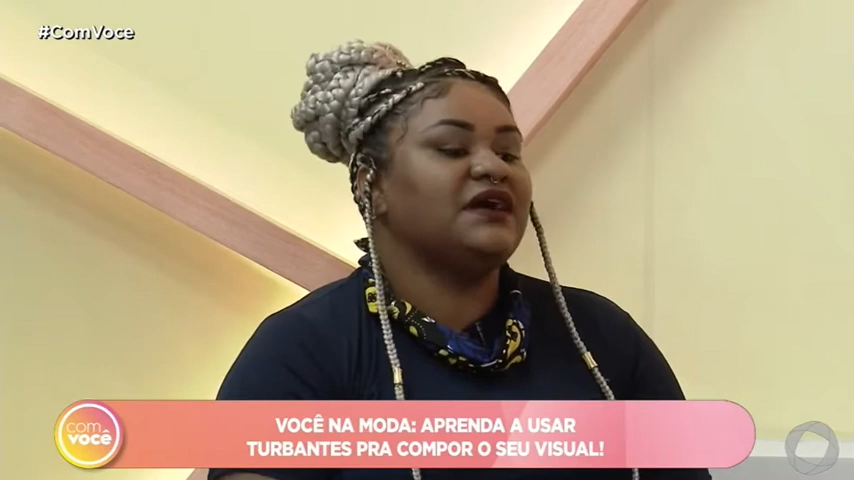 #ComVoce
VOCÊ NA MODA: APRENDA A USAR
TURBANTES PRA COMPOR O SEU VISUAL!
com
você